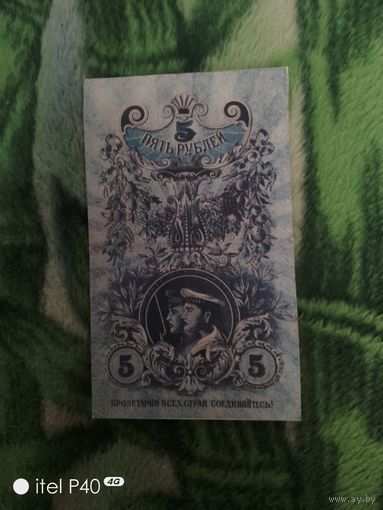 5
ПЯТЬ РУБЛЕЙ
5 5
ПРОЛЕТАРИИ ВСЕХ СТРАН СОЕДИНЯЙТЕСЬ!
itel P40 4G
www.ay.by